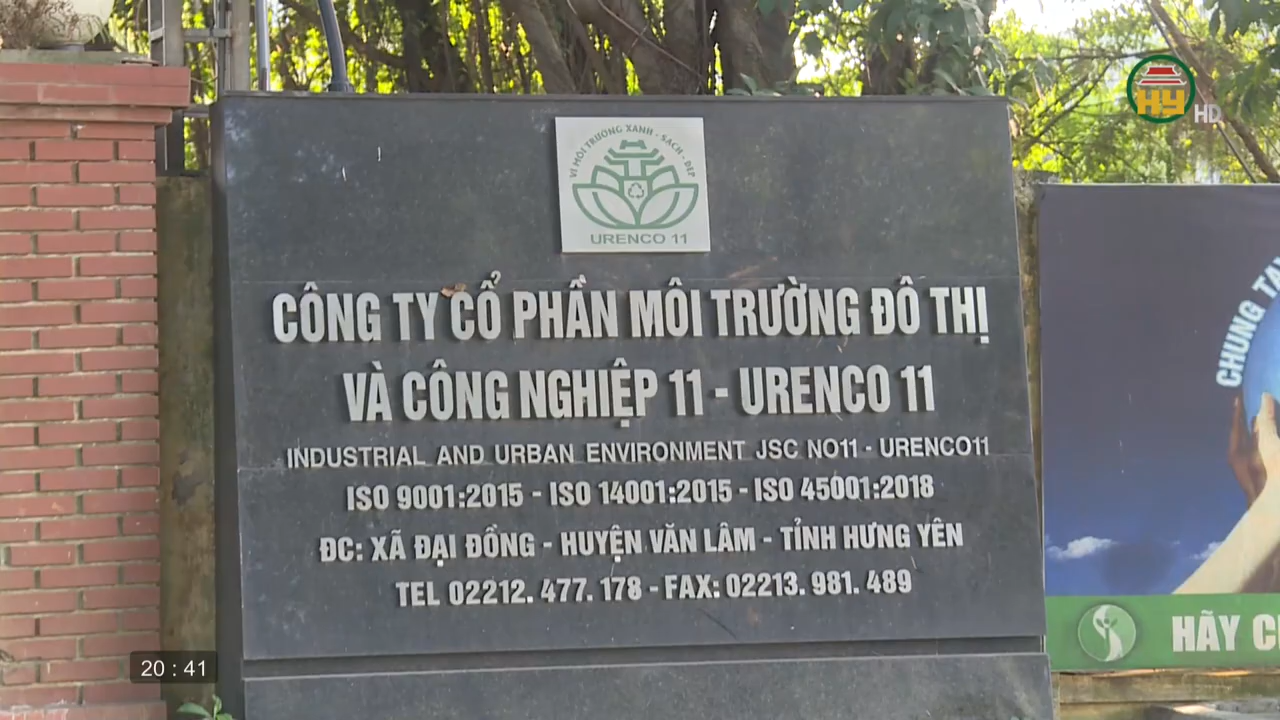 HY HD
VÌ MÔI TRƯỜNG XANH - SẠCH - ĐẸP
URENCO 11
CÔNG TY CỔ PHẦN MÔI TRƯỜNG ĐÔ THỊ
VÀ CÔNG NGHIỆP 11 - URENCO 11
INDUSTRIAL AND URBAN ENVIRONMENT JSC NO11 - URENCO11
ISO 9001:2015 - ISO 14001:2015 - ISO 45001:2018
ĐC: XÃ ĐẠI ĐỒNG - HUYỆN VĂN LÂM - TỈNH HƯNG YÊN
TEL 02212. 477. 178 - FAX: 02213. 981. 489
CHUNG
HÃY
20 : 41